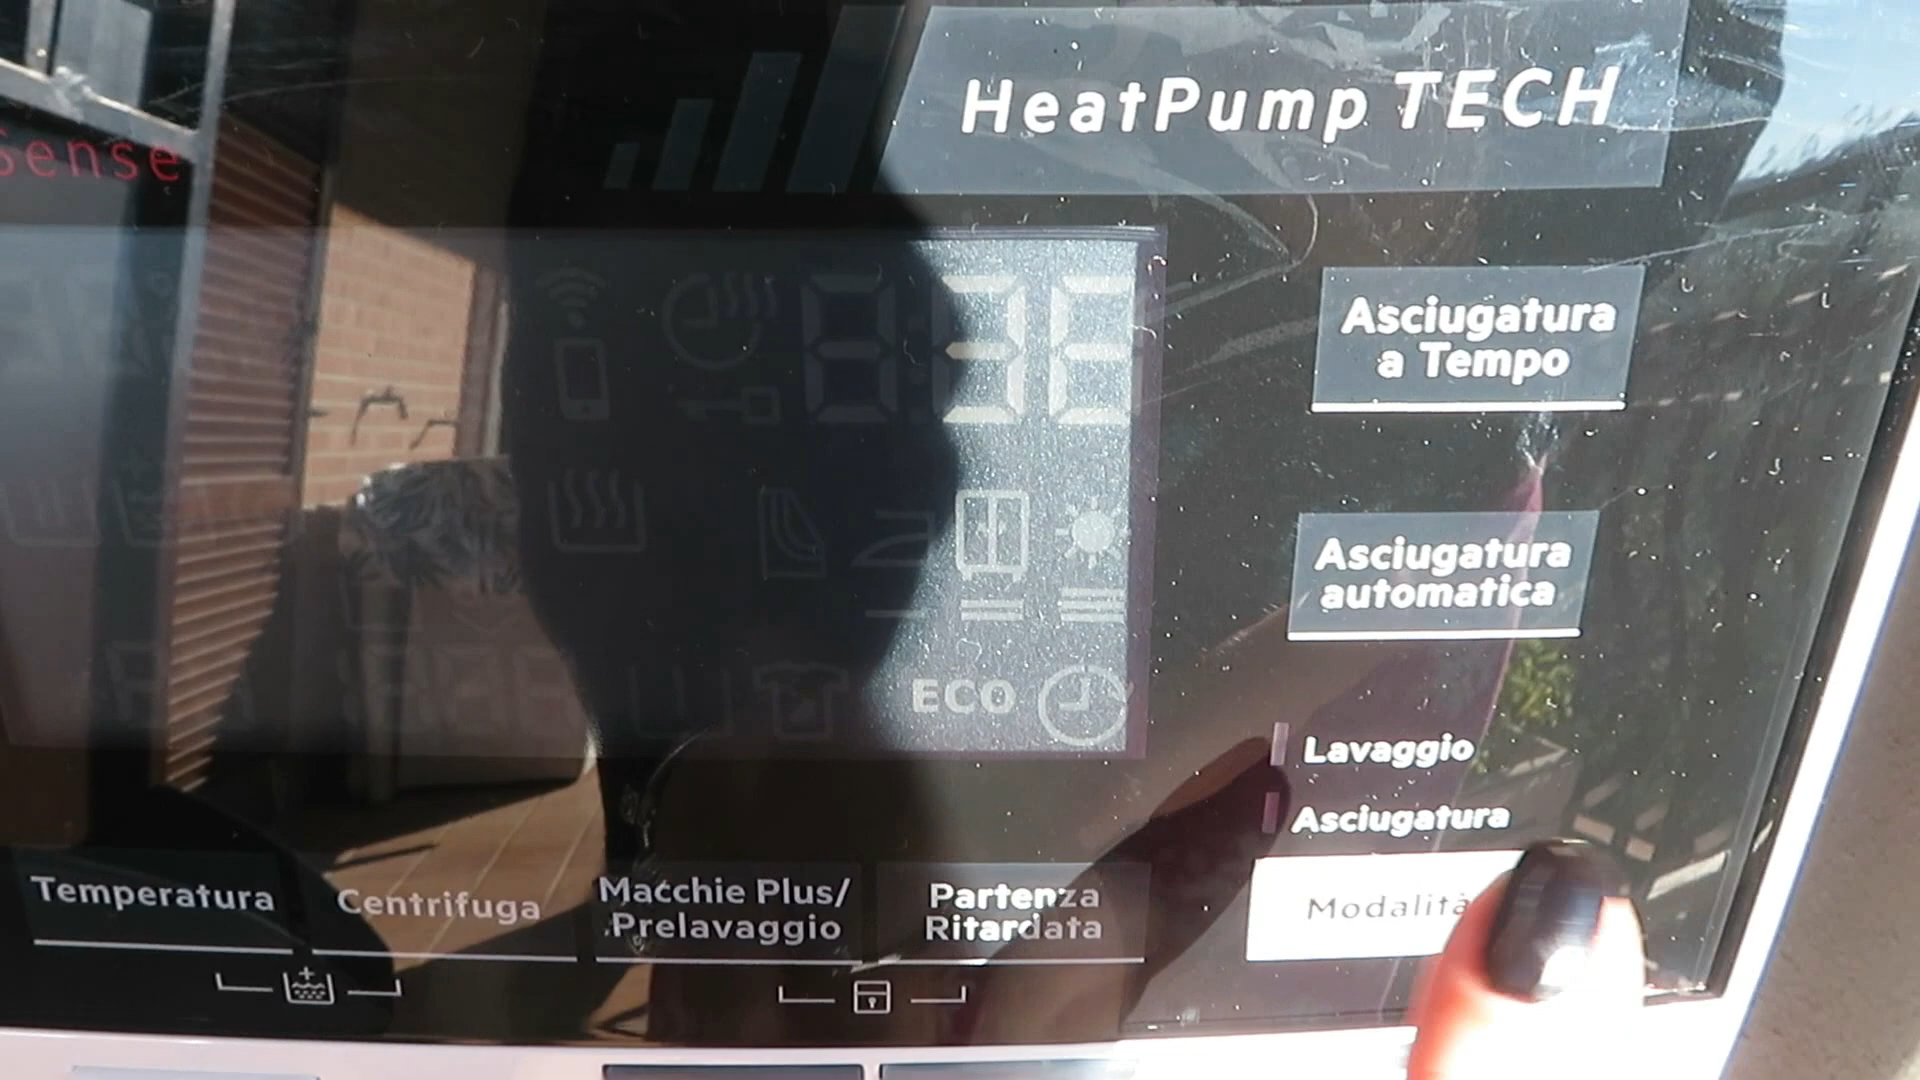 HeatPump TECH
Sense
Asciugatura
a Tempo
Asciugatura
automatica
ECO
Lavaggio
Asciugatura
Temperatura
Centrifuga
Macchie Plus/
Prelavaggio
Partenza
Ritardata
Modalità